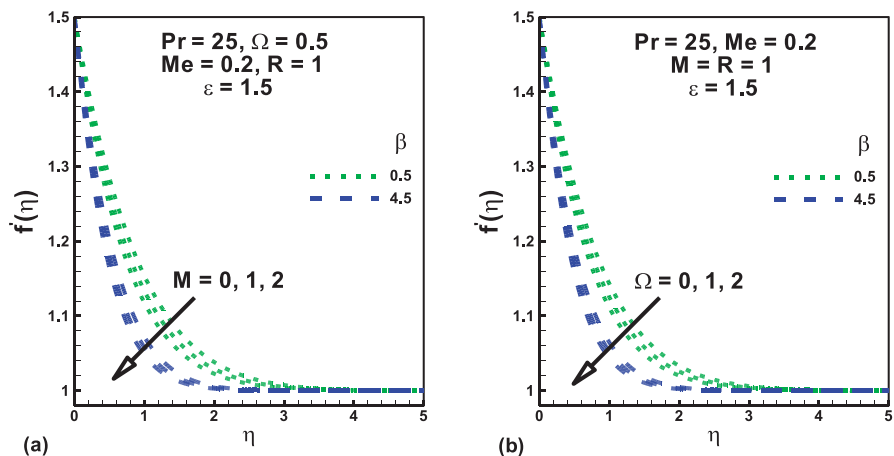 1.5
1.4
1.3
1.2
1.1
1
f'(η)
Pr = 25, Ω = 0.5
Me = 0.2, R = 1
ε = 1.5
β
0.5
4.5
M = 0, 1, 2
0 1 2 3 4 5
(a)
η
1.5
1.4
1.3
1.2
1.1
1
f'(η)
Pr = 25, Me = 0.2
M = R = 1
ε = 1.5
β
0.5
4.5
Ω = 0, 1, 2
0 1 2 3 4 5
(b)
η